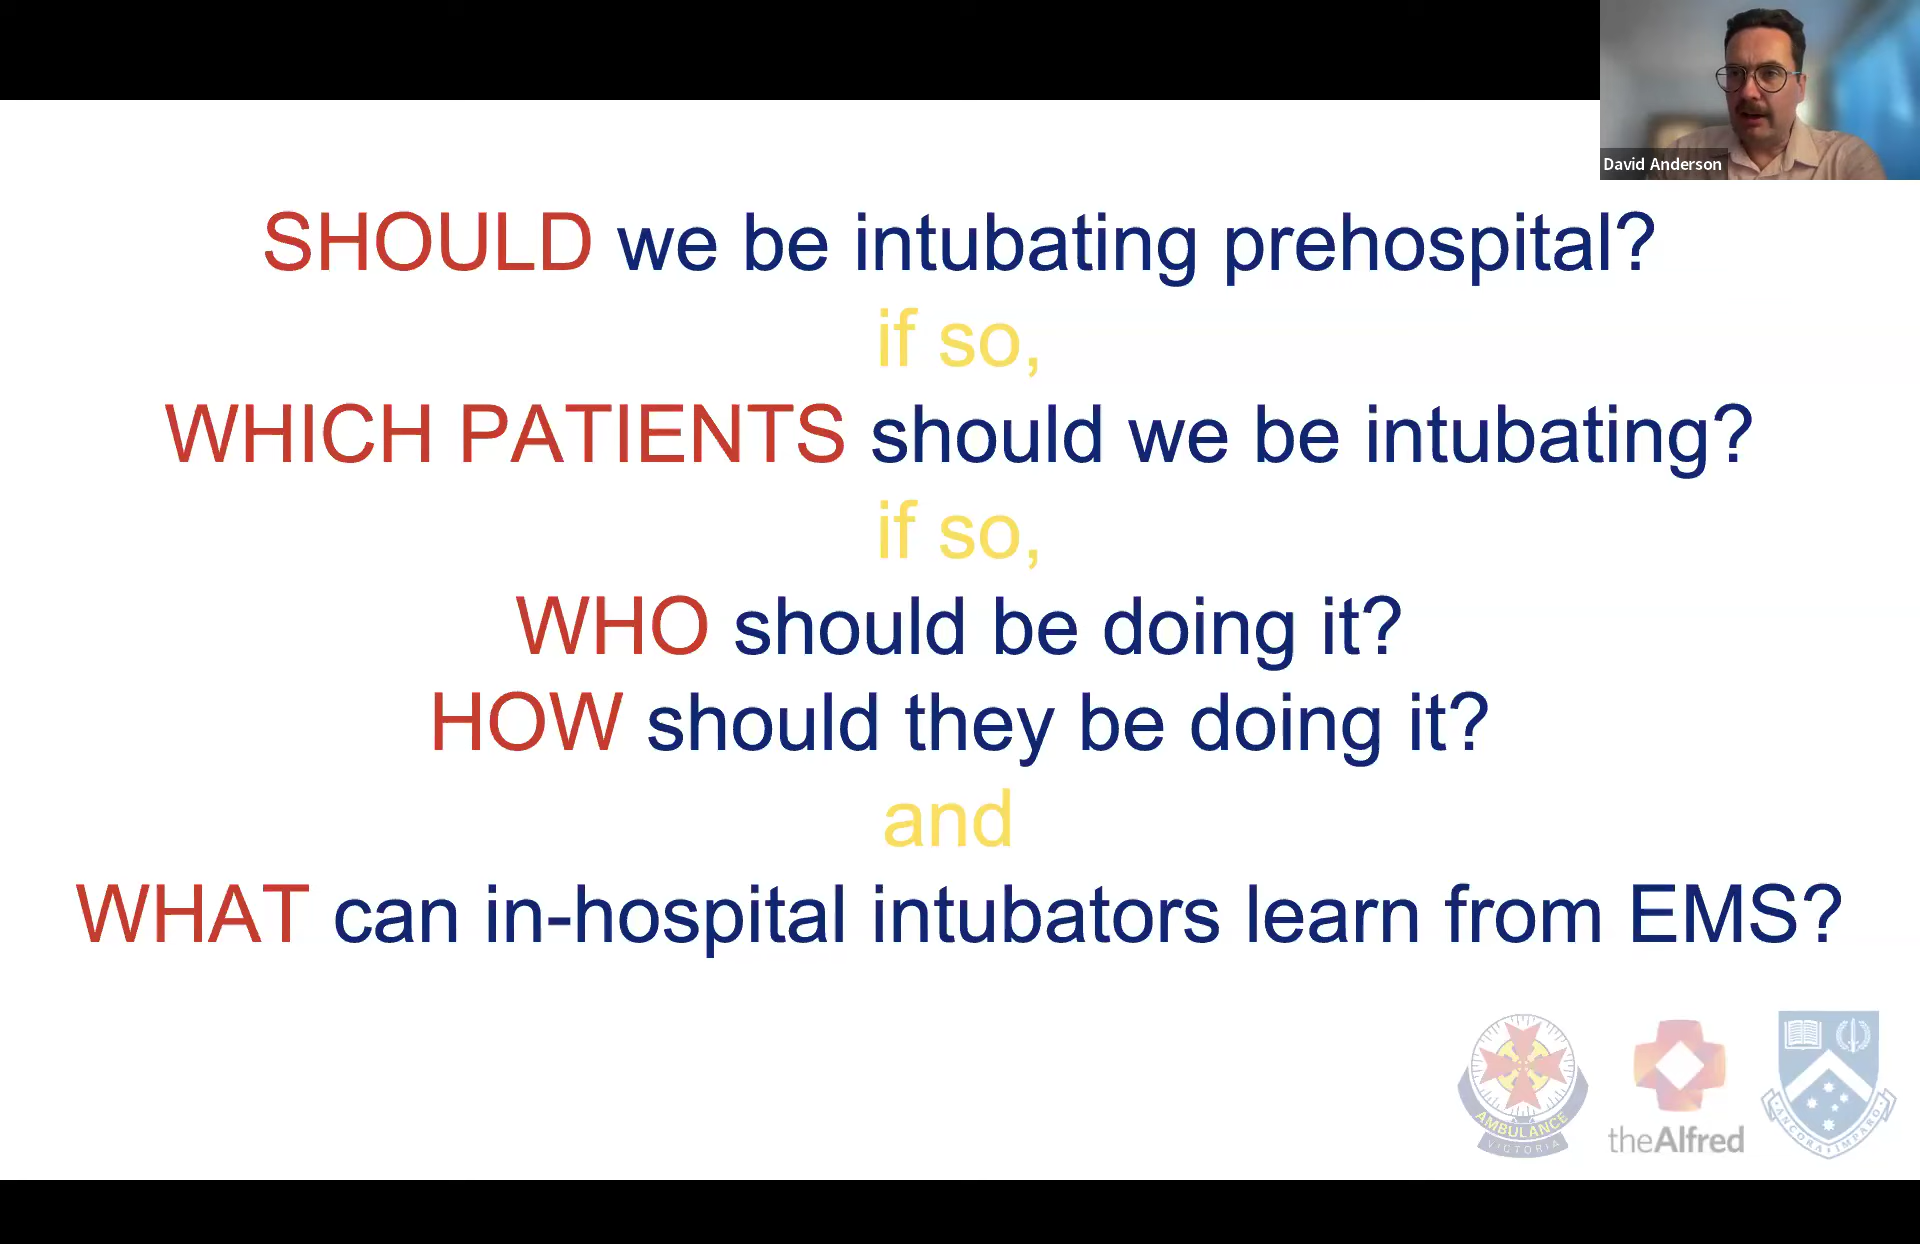 David Anderson
SHOULD we be intubating prehospital?
if so,
WHICH PATIENTS should we be intubating?
if so,
WHO should be doing it?
HOW should they be doing it?
and
WHAT can in-hospital intubators learn from EMS?
AMBULANCE
VICTORIA
theAlfred
ANCORA IMPARO